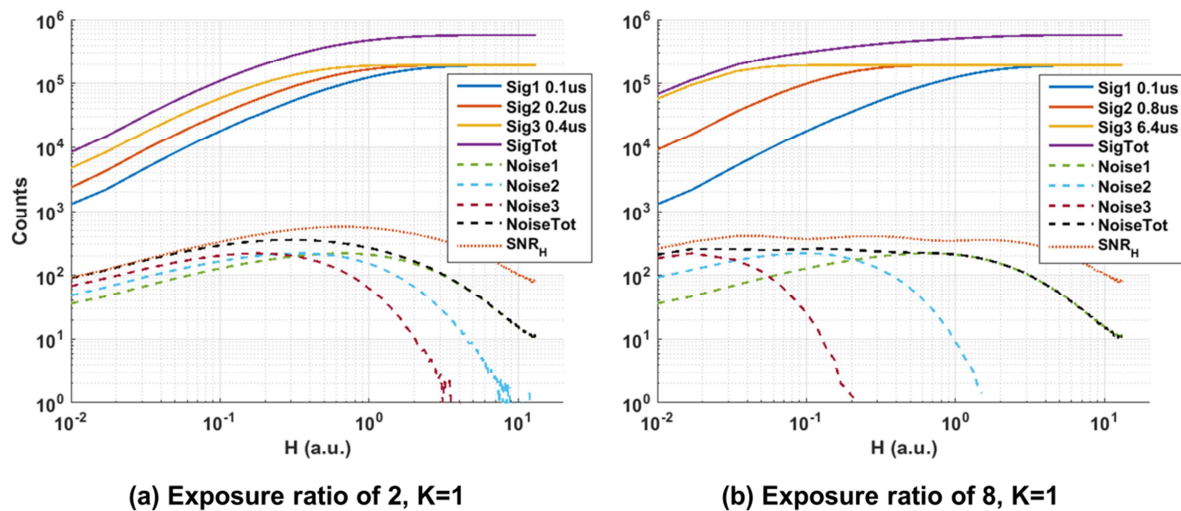 10^6
10^5
10^4
10^3
10^2
10^1
10^0
Counts
10^-2
10^-1
10^0
10^1
H (a.u.)
Sig1 0.1us
Sig2 0.2us
Sig3 0.4us
SigTot
Noise1
Noise2
Noise3
NoiseTot
SNR_H
(a) Exposure ratio of 2, K=1
10^6
10^5
10^4
10^3
10^2
10^1
10^0
10^-2
10^-1
10^0
10^1
H (a.u.)
Sig1 0.1us
Sig2 0.8us
Sig3 6.4us
SigTot
Noise1
Noise2
Noise3
NoiseTot
SNR_H
(b) Exposure ratio of 8, K=1